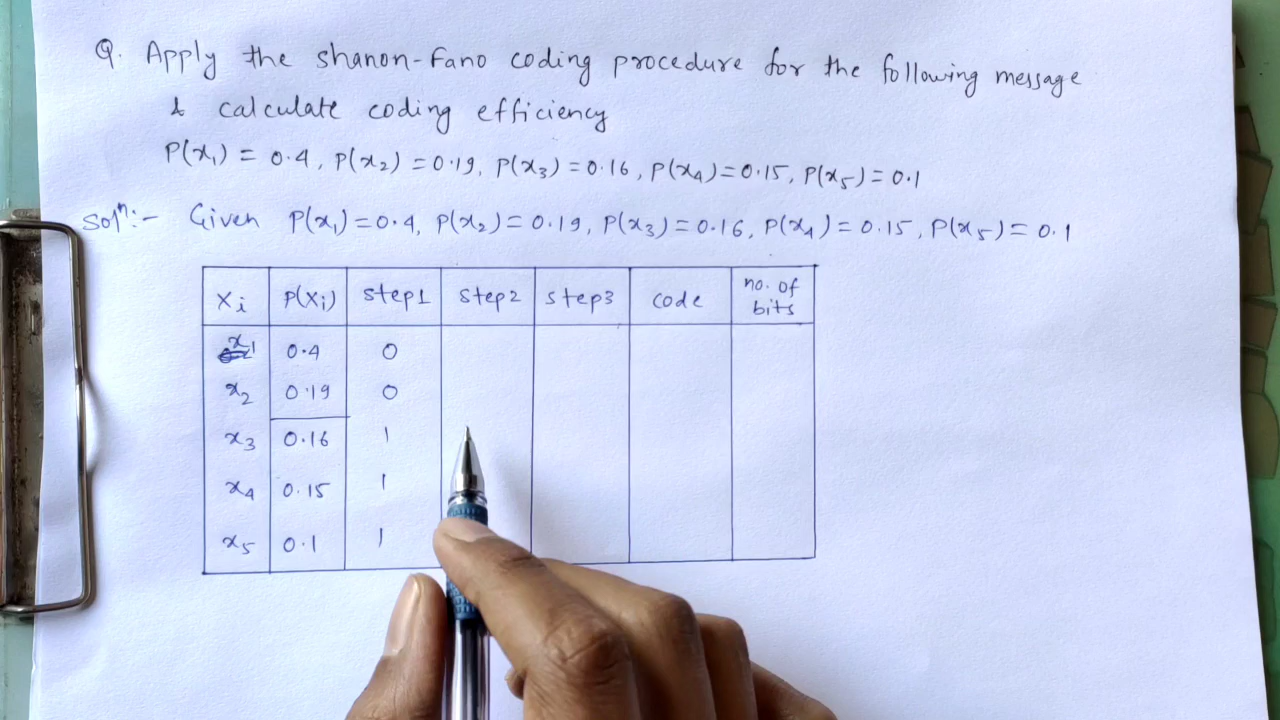 Q. Apply the shanon-Fano coding procedure for the following message
& calculate coding efficiency
P(x₁) = 0.4, P(x₂) = 0.19, P(x₃) = 0.16, P(x₄) = 0.15, P(x₅) = 0.1
Solⁿ:- Given P(x₁) = 0.4, P(x₂) = 0.19, P(x₃) = 0.16, P(x₄) = 0.15, P(x₅) = 0.1
Xi P(Xi) step1 step2 step3 code no. of bits
x1 0.4 0
x₂ 0.19 0
x₃ 0.16 1
x₄ 0.15 1
x₅ 0.1 1